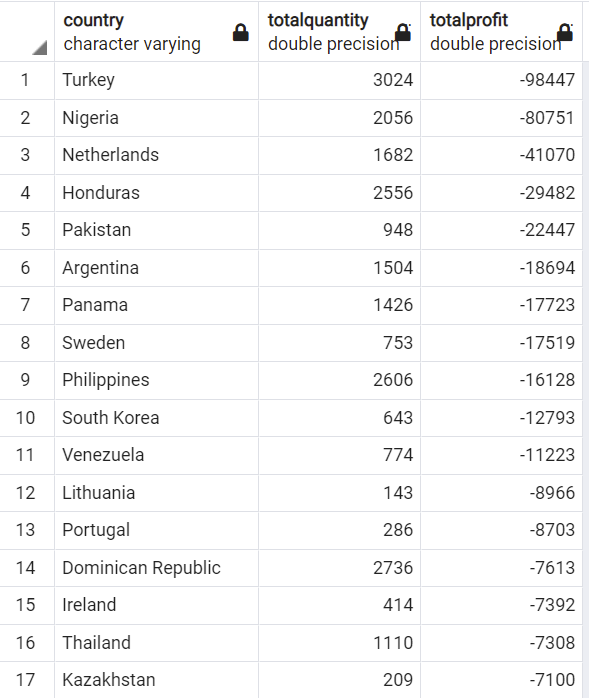 country totalquantity totalprofit
character varying double precision double precision
1 Turkey 3024 -98447
2 Nigeria 2056 -80751
3 Netherlands 1682 -41070
4 Honduras 2556 -29482
5 Pakistan 948 -22447
6 Argentina 1504 -18694
7 Panama 1426 -17723
8 Sweden 753 -17519
9 Philippines 2606 -16128
10 South Korea 643 -12793
11 Venezuela 774 -11223
12 Lithuania 143 -8966
13 Portugal 286 -8703
14 Dominican Republic 2736 -7613
15 Ireland 414 -7392
16 Thailand 1110 -7308
17 Kazakhstan 209 -7100